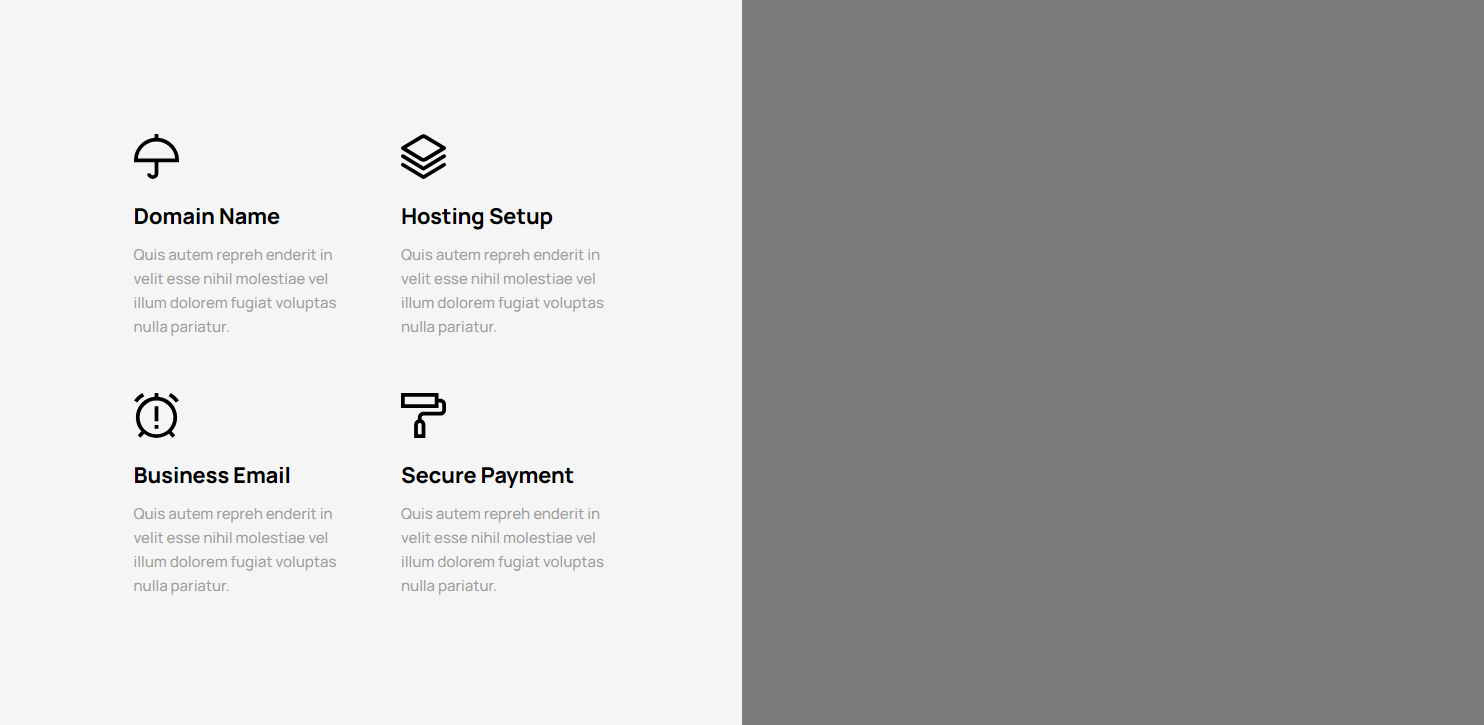 Domain Name
Quis autem repreh enderit in
velit esse nihil molestiae vel
illum dolorem fugiat voluptas
nulla pariatur.
Hosting Setup
Quis autem repreh enderit in
velit esse nihil molestiae vel
illum dolorem fugiat voluptas
nulla pariatur.
Business Email
Quis autem repreh enderit in
velit esse nihil molestiae vel
illum dolorem fugiat voluptas
nulla pariatur.
Secure Payment
Quis autem repreh enderit in
velit esse nihil molestiae vel
illum dolorem fugiat voluptas
nulla pariatur.